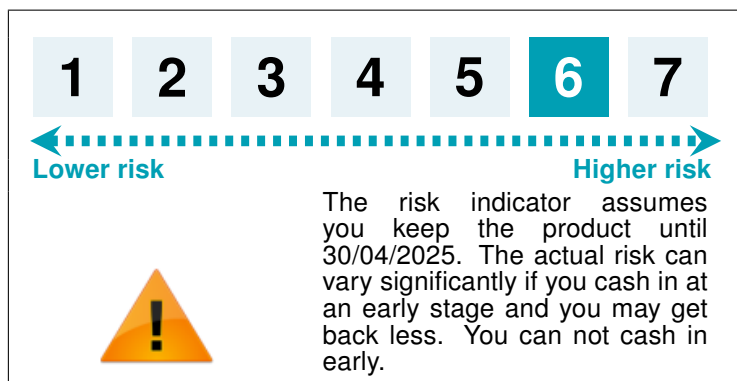 1 2 3 4 5 6 7
Lower risk Higher risk
The risk indicator assumes
you keep the product until
30/04/2025. The actual risk can
vary significantly if you cash in at
an early stage and you may get
back less. You can not cash in
early.
!